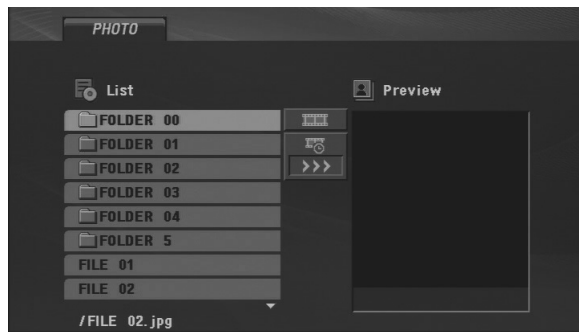 PHOTO
List
Preview
FOLDER 00
FOLDER 01
FOLDER 02
>>>
FOLDER 03
FOLDER 04
FOLDER 5
FILE 01
FILE 02
/FILE 02.jpg